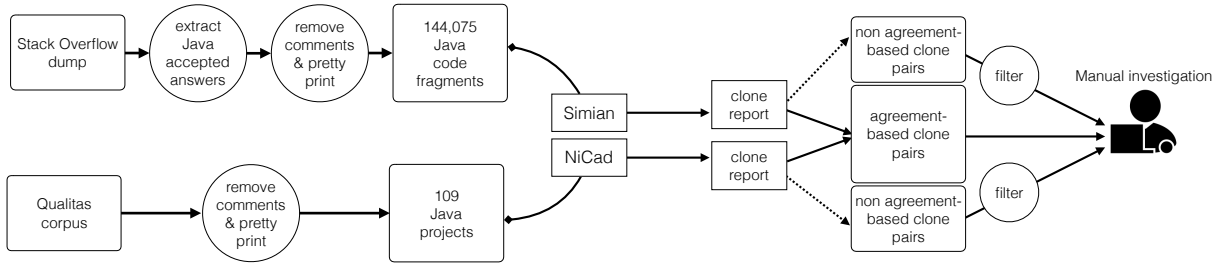 Stack Overflow
dump
extract
Java
accepted
answers
remove
comments
& pretty
print
144,075
Java
code
fragments
Qualitas
corpus
remove
comments
& pretty
print
109
Java
projects
Simian
NiCad
clone
report
clone
report
non agreement-
based clone
pairs
agreement-
based clone
pairs
non agreement-
based clone
pairs
filter
filter
Manual investigation